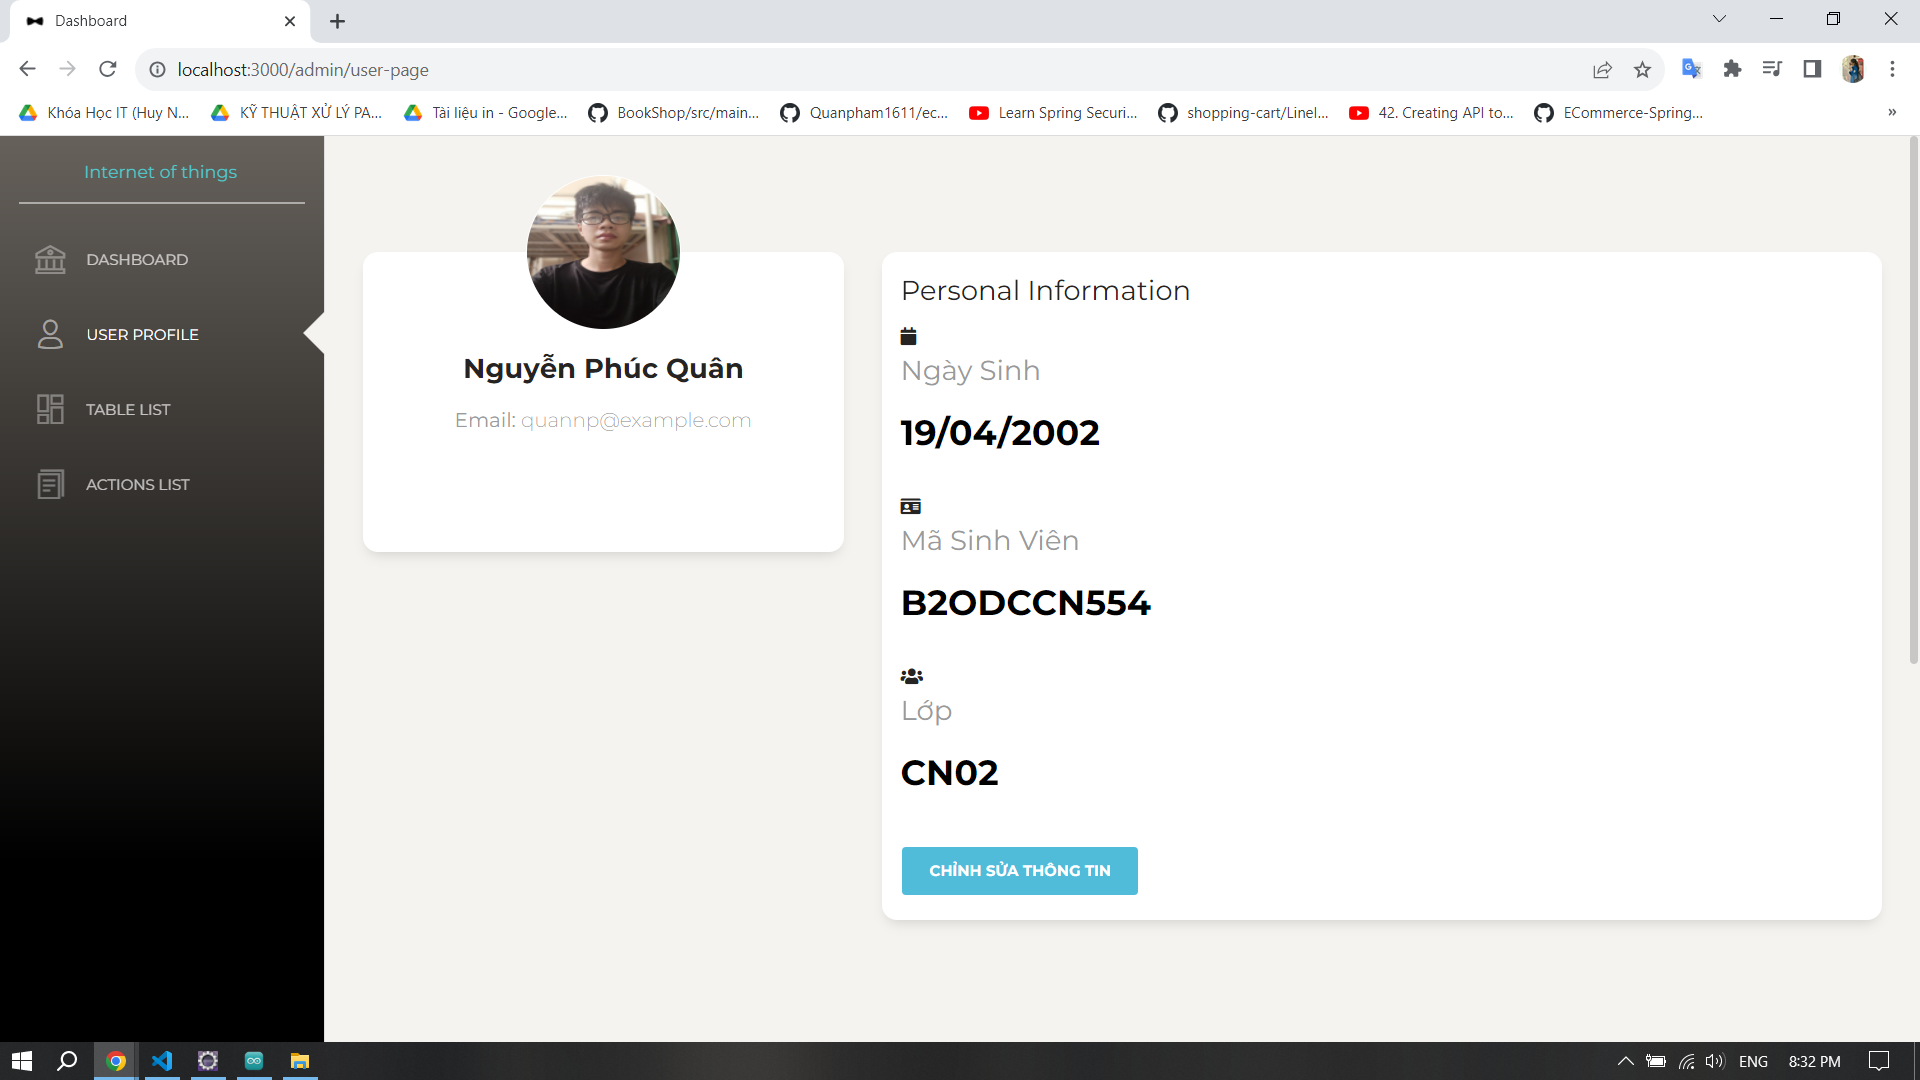 Dashboard
localhost:3000/admin/user-page
Khóa Học IT (Huy N...
KỸ THUẬT XỬ LÝ PA...
Tài liệu in - Google...
BookShop/src/main...
Quanpham1611/ec...
Learn Spring Securi...
shopping-cart/Linel...
42. Creating API to...
ECommerce-Spring...
»
Internet of things
DASHBOARD
USER PROFILE
TABLE LIST
ACTIONS LIST
Nguyễn Phúc Quân
Email: quannp@example.com
Personal Information
Ngày Sinh
19/04/2002
Mã Sinh Viên
B2ODCCN554
Lớp
CN02
CHỈNH SỬA THÔNG TIN
ENG
8:32 PM